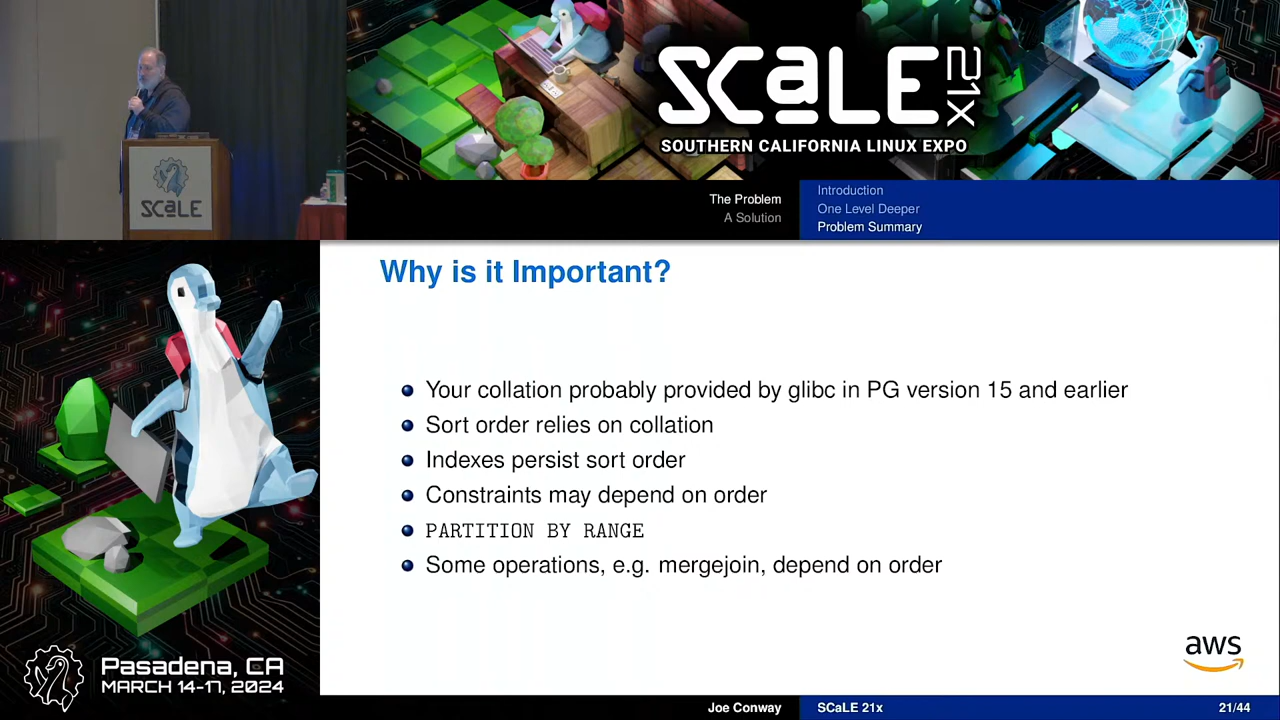 SCaLE 21x
SOUTHERN CALIFORNIA LINUX EXPO
SCaLE
The Problem
A Solution
Introduction
One Level Deeper
Problem Summary
Why is it Important?
Your collation probably provided by glibc in PG version 15 and earlier
Sort order relies on collation
Indexes persist sort order
Constraints may depend on order
PARTITION BY RANGE
Some operations, e.g. mergejoin, depend on order
aws
Pasadena, CA
MARCH 14-17, 2024
Joe Conway
SCaLE 21x
21/44